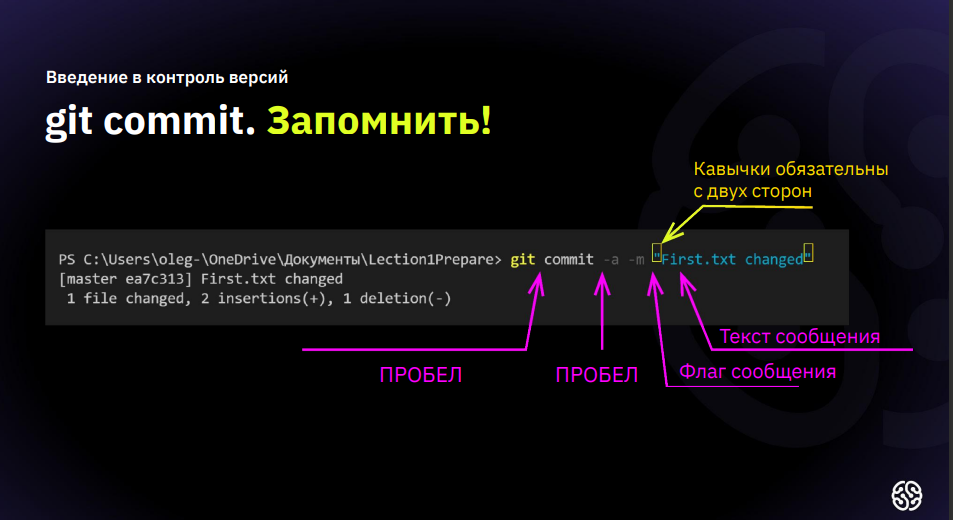 Введение в контроль версий
git commit. Запомнить!
Кавычки обязательны
с двух сторон
PS C:\Users\oleg-\OneDrive\Документы\Lection1Prepare> git commit -a -m "First.txt changed"
[master ea7c313] First.txt changed
1 file changed, 2 insertions(+), 1 deletion(-)
Текст сообщения
ПРОБЕЛ
ПРОБЕЛ
Флаг сообщения